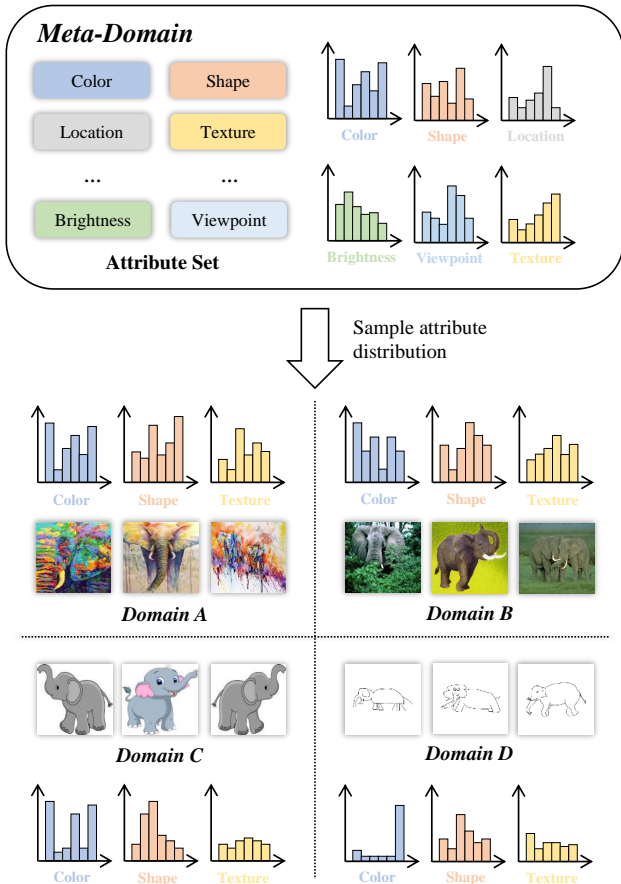 Meta-Domain
Color
Shape
Location
Texture
...
...
Brightness
Viewpoint
Attribute Set
Color
Shape
Location
Brightness
Viewpoint
Texture
Sample attribute
distribution
Color
Shape
Texture
Domain A
Color
Shape
Texture
Domain B
Domain C
Domain D
Color
Shape
Texture
Color
Shape
Texture